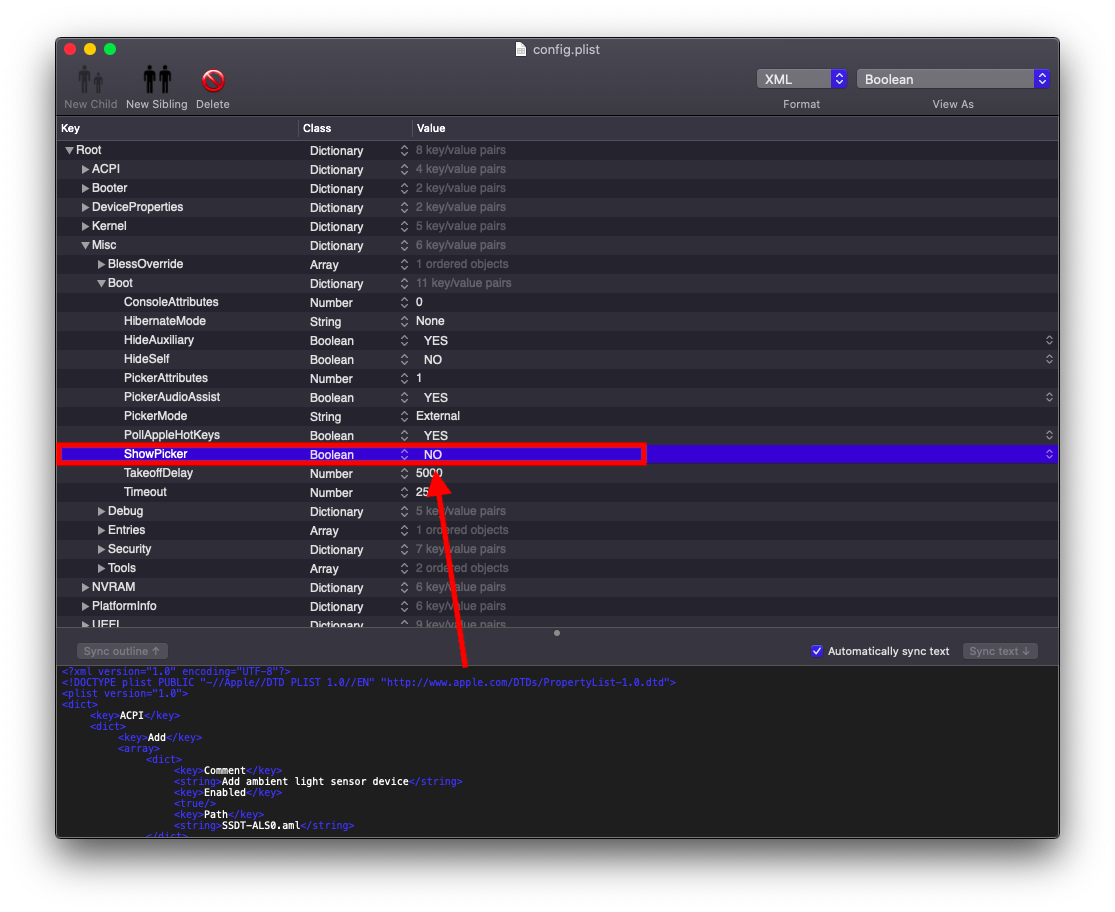 config.plist
New Child New Sibling Delete XML Boolean
Format View As
Key Class Value
Root Dictionary 8 key/value pairs
ACPI Dictionary 4 key/value pairs
Booter Dictionary 2 key/value pairs
DeviceProperties Dictionary 2 key/value pairs
Kernel Dictionary 5 key/value pairs
Misc Dictionary 6 key/value pairs
BlessOverride Array 1 ordered objects
Boot Dictionary 11 key/value pairs
ConsoleAttributes Number 0
HibernateMode String None
HideAuxiliary Boolean YES
HideSelf Boolean NO
PickerAttributes Number 1
PickerAudioAssist Boolean YES
PickerMode String External
PollAppleHotKeys Boolean YES
ShowPicker Boolean NO
TakeoffDelay Number 5000
Timeout Number 25
Debug Dictionary 5 key/value pairs
Entries Array 1 ordered objects
Security Dictionary 7 key/value pairs
Tools Array 2 ordered objects
NVRAM Dictionary 6 key/value pairs
PlatformInfo Dictionary 6 key/value pairs
UEFI Dictionary 9 key/value pairs
Sync outline ↑ Automatically sync text Sync text ↓
<?xml version="1.0" encoding="UTF-8"?>
<!DOCTYPE plist PUBLIC "-//Apple//DTD PLIST 1.0//EN" "http://www.apple.com/DTDs/PropertyList-1.0.dtd">
<plist version="1.0">
<dict>
<key>ACPI</key>
<dict>
<key>Add</key>
<array>
<dict>
<key>Comment</key>
<string>Add ambient light sensor device</string>
<key>Enabled</key>
<true/>
<key>Path</key>
<string>SSDT-ALS0.aml</string>
</dict>